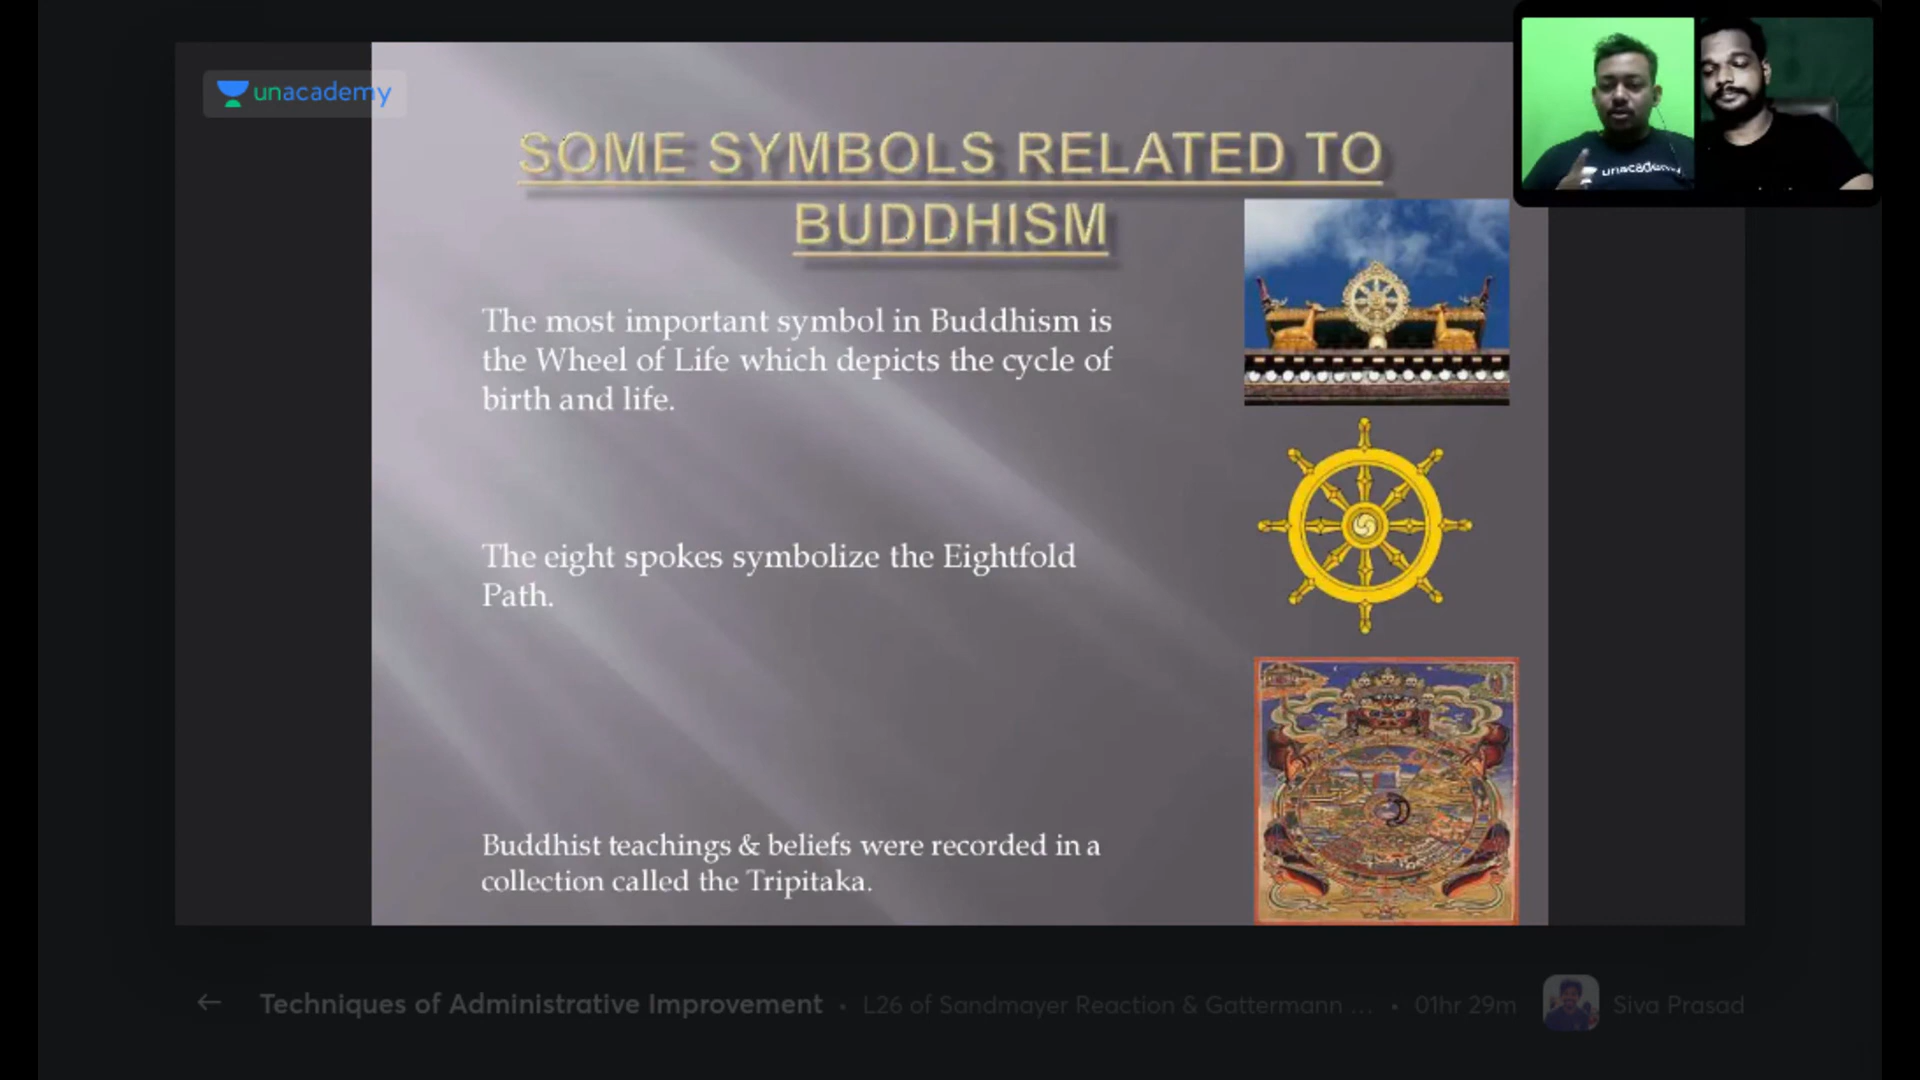 unacademy
SOME SYMBOLS RELATED TO
BUDDHISM
The most important symbol in Buddhism is
the Wheel of Life which depicts the cycle of
birth and life.
The eight spokes symbolize the Eightfold
Path.
Buddhist teachings & beliefs were recorded in a
collection called the Tripitaka.
unacademy
Techniques of Administrative Improvement • L26 of Sandmayer Reaction & Gattermann ... • 01hr 29m Siva Prasad